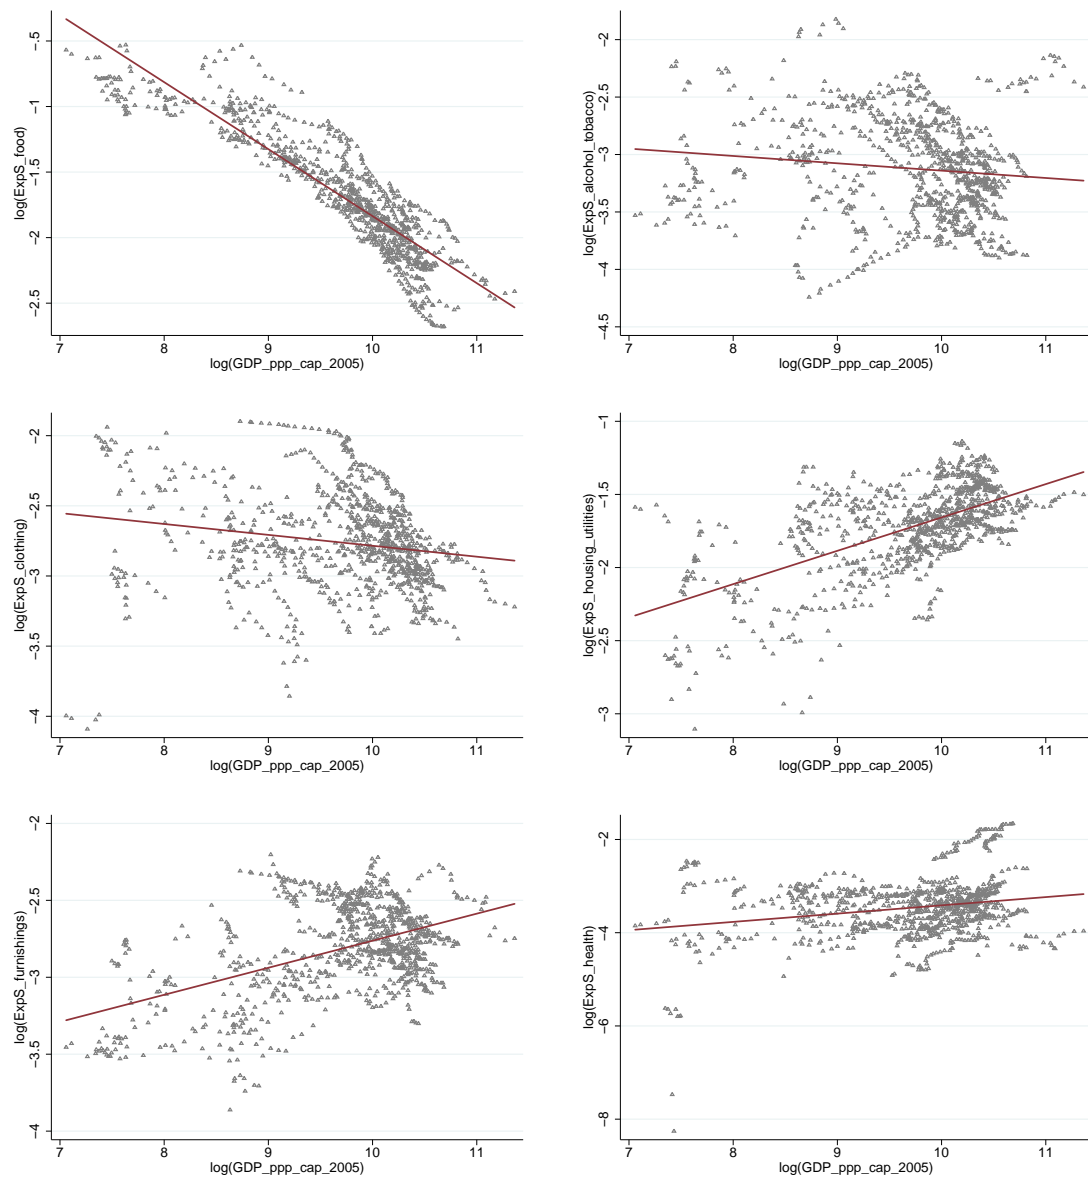 −.5
−1
−1.5
−2
−2.5
log(ExpS_food)
7 8 9 10 11
log(GDP_ppp_cap_2005)
−2
−2.5
−3
−3.5
−4
−4.5
log(ExpS_alcohol_tobacco)
7 8 9 10 11
log(GDP_ppp_cap_2005)
−2
−2.5
−3
−3.5
−4
log(ExpS_clothing)
7 8 9 10 11
log(GDP_ppp_cap_2005)
−1
−1.5
−2
−2.5
−3
log(ExpS_housing_utilities)
7 8 9 10 11
log(GDP_ppp_cap_2005)
−2
−2.5
−3
−3.5
−4
log(ExpS_furnishings)
7 8 9 10 11
log(GDP_ppp_cap_2005)
−2
−4
−6
−8
log(ExpS_health)
7 8 9 10 11
log(GDP_ppp_cap_2005)